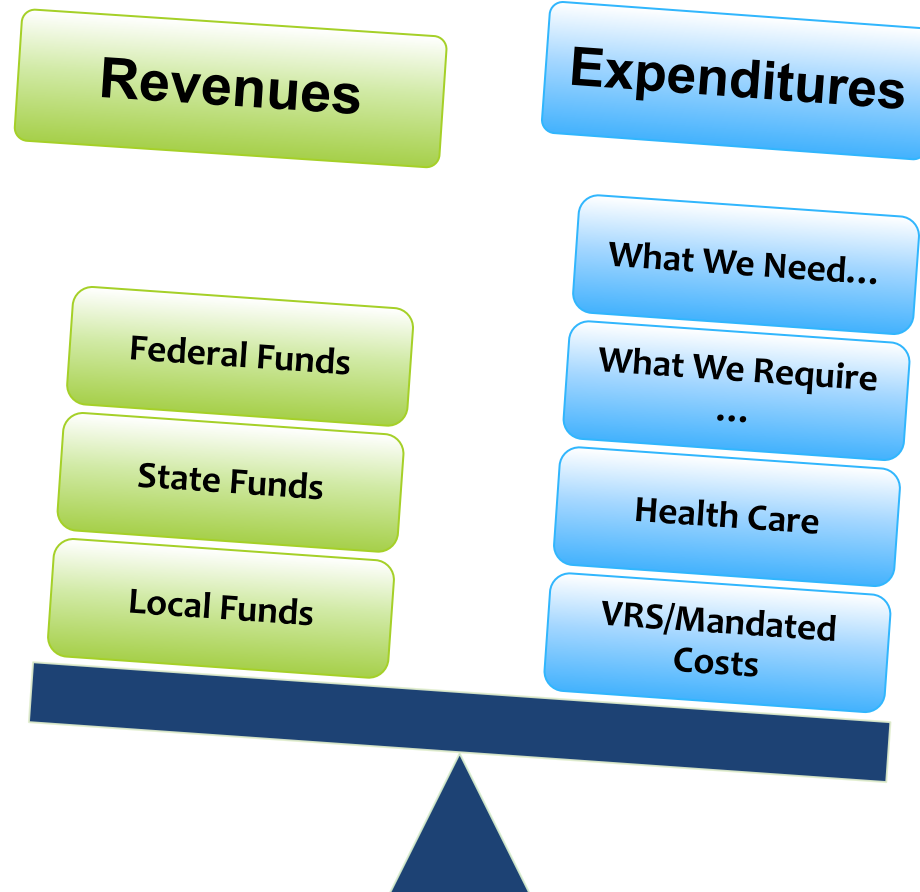 Revenues
Expenditures
Federal Funds
State Funds
Local Funds
What We Need...
What We Require
...
Health Care
VRS/Mandated
Costs